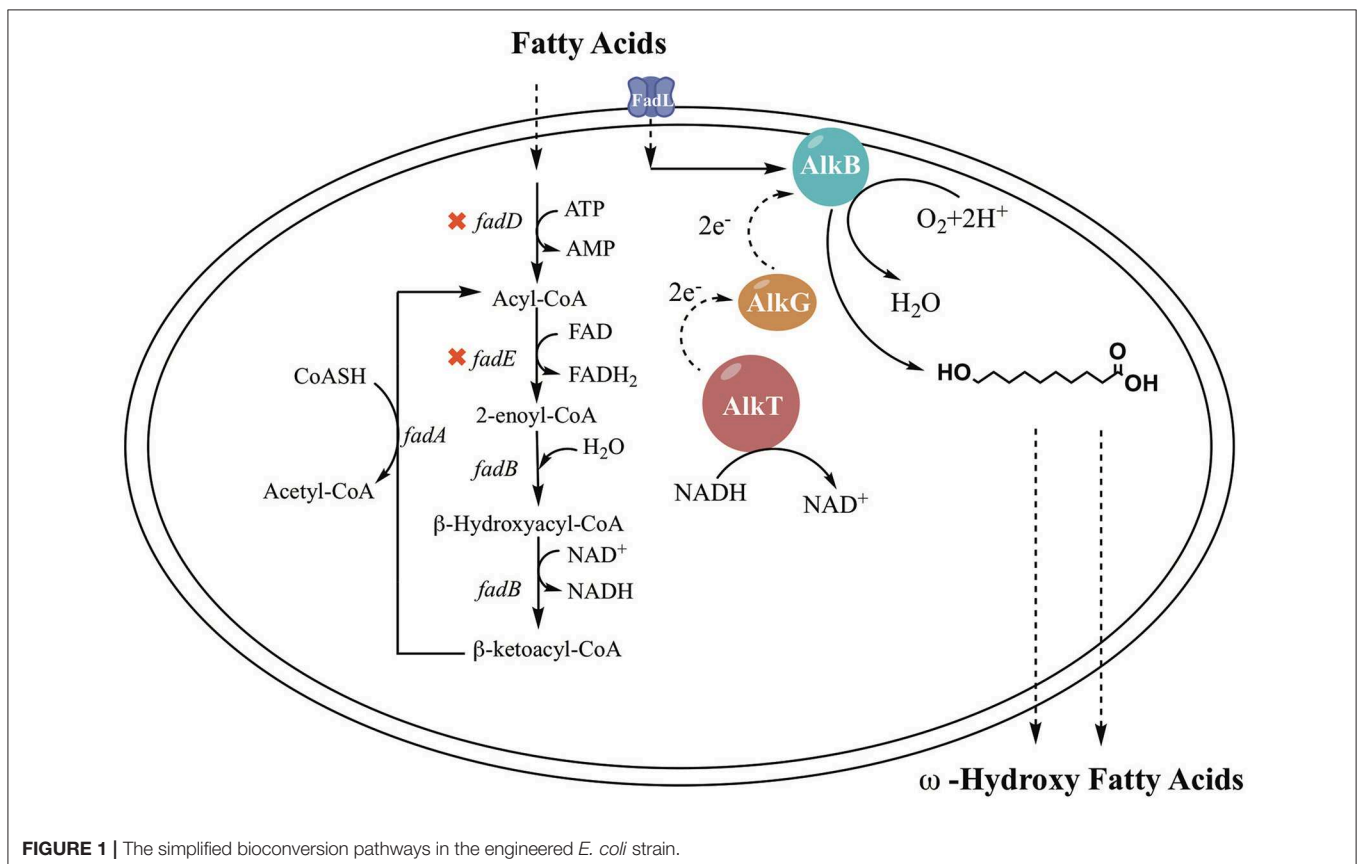 Fatty Acids
FadL
AlkB
O₂+2H⁺
2e⁻
H₂O
AlkG
2e⁻
AlkT
NADH
NAD⁺
HO
O
OH
✖ fadD
ATP
AMP
Acyl-CoA
✖ fadE
FAD
FADH₂
CoASH
fadA
Acetyl-CoA
2-enoyl-CoA
fadB
H₂O
β-Hydroxyacyl-CoA
fadB
NAD⁺
NADH
β-ketoacyl-CoA
ω -Hydroxy Fatty Acids
FIGURE 1 | The simplified bioconversion pathways in the engineered E. coli strain.